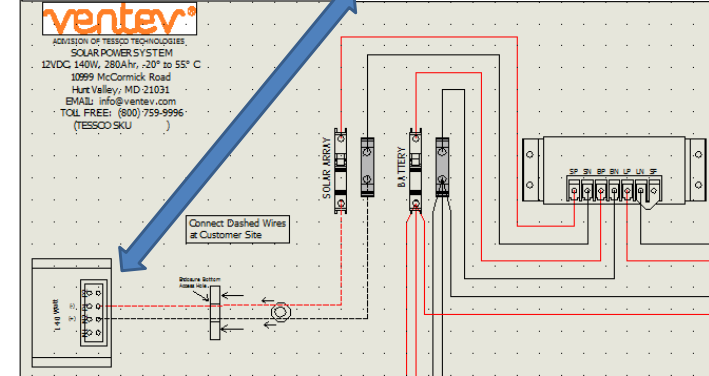 ventev®
A DIVISION OF TESSCO TECHNOLOGIES
SOLAR POWER SYSTEM
12VDC, 140W, 280Ahr, -20° to 55° C
10999 McCormick Road
Hunt Valley, MD 21031
EMAIL: info@ventev.com
TOLL FREE: (800) 759-9996
(TESSCO SKU )
SOLAR ARRAY
BATTERY
SP SN BP BN LP LN SF
Connect Dashed Wires
at Customer Site
Enclosure Bottom
Access Hole
140 Watt